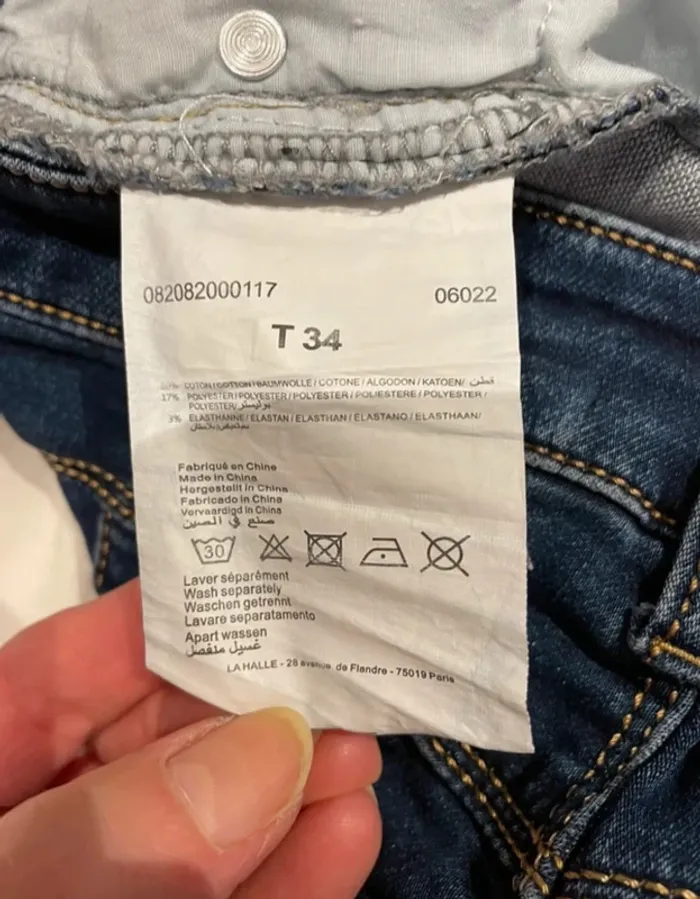 082082000117 06022
T 34
COTON / COTTON / BAUMWOLLE / COTONE / ALGODON / KATOEN/ قطن
17% POLYESTER / POLYESTER / POLYESTER / POLIESTERE / POLYESTER /
POLYESTER/ بوليستر
3% ELASTHANNE / ELASTAN / ELASTHAN / ELASTANO / ELASTHAAN/
Fabriqué en Chine
Made in China
Hergestellt in China
Fabricado in China
Vervaardigd in China
صنع في الصين
30
Laver séparément
Wash separately
Waschen getrennt
Lavare separatamento
Apart wassen
غسيل منفصل
LA HALLE - 28 avenue de Flandre - 75019 Paris